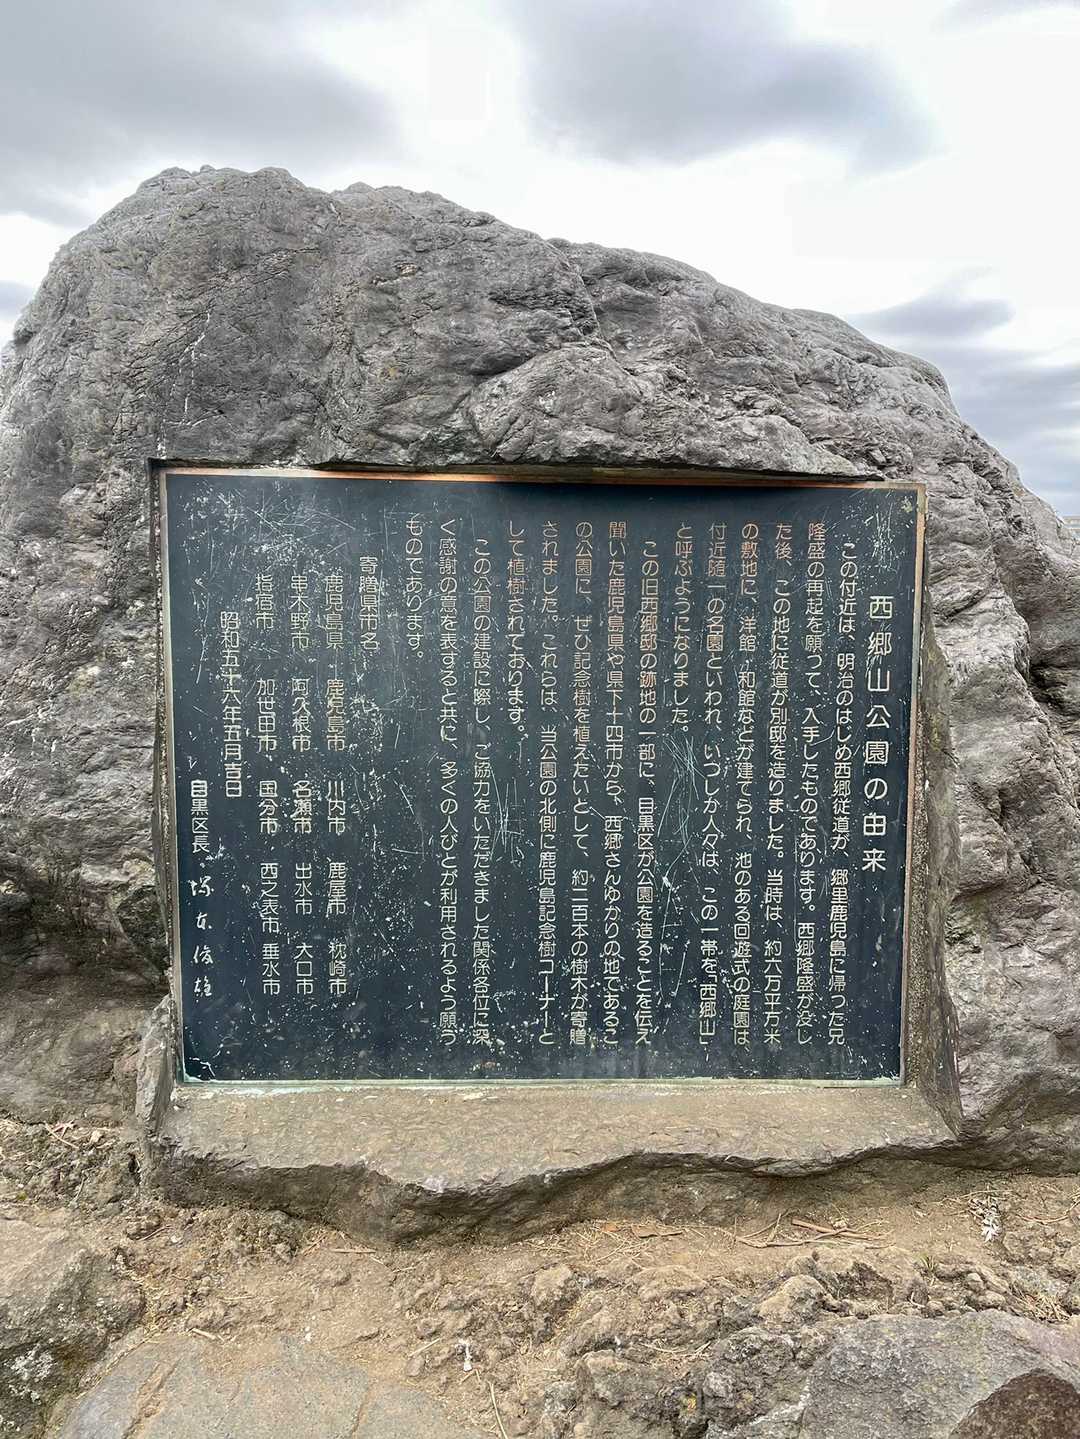 西郷山公園の由来
この付近は、明治のはじめ西郷従道が、郷里鹿児島に帰った兄
隆盛の再起を願って、入手したものであります。西郷隆盛が没し
た後、この地に従道が別邸を造りました。当時は、約六万平方米
の敷地に、洋館、和館などが建てられ、池のある回遊式の庭園は、
付近随一の名園といわれ、いつしか人々は、この一帯を「西郷山」
と呼ぶようになりました。
この旧西郷邸の跡地の一部に、目黒区が公園を造ることを伝え
聞いた鹿児島県や県下十四市から、西郷さんゆかりの地であるこ
の公園に、ぜひ記念樹を植えたいとして、約二百本の樹木が寄贈
されました。これらは、当公園の北側に鹿児島記念樹コーナーと
して植樹されております。
この公園の建設に際し、ご協力をいただきました関係各位に深
く感謝の意を表すると共に、多くの人びとが利用されるよう願う
ものであります。
寄贈県市名
鹿児島県 鹿児島市 川内市 鹿屋市 枕崎市
串木野市 阿久根市 名瀬市 出水市 大口市
指宿市 加世田市 国分市 西之表市 垂水市
昭和五十六年五月吉日
目黒区長 塚本俊雄